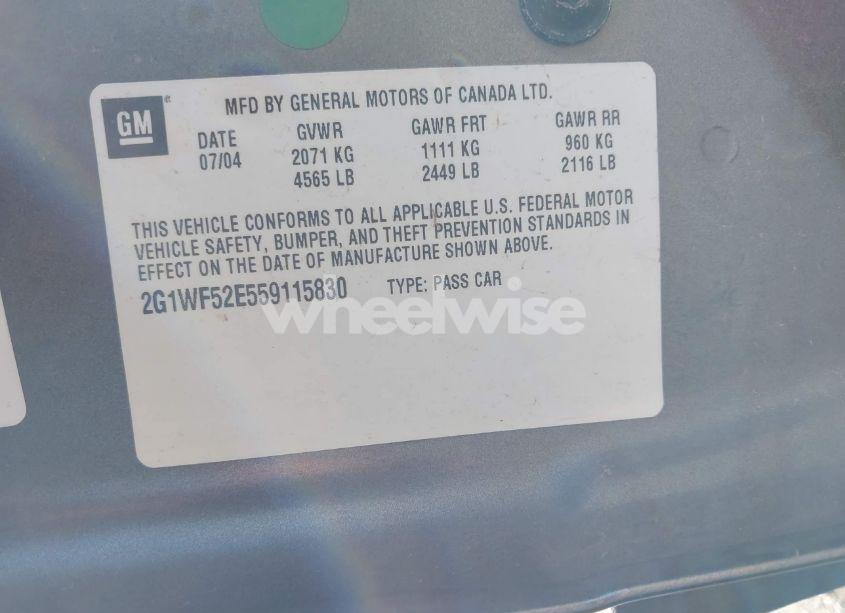 GM
MFD BY GENERAL MOTORS OF CANADA LTD.
DATE GVWR GAWR FRT GAWR RR
07/04 2071 KG 1111 KG 960 KG
4565 LB 2449 LB 2116 LB
THIS VEHICLE CONFORMS TO ALL APPLICABLE U.S. FEDERAL MOTOR
VEHICLE SAFETY, BUMPER, AND THEFT PREVENTION STANDARDS IN
EFFECT ON THE DATE OF MANUFACTURE SHOWN ABOVE.
2G1WF52E559115830 TYPE: PASS CAR
wheelwise